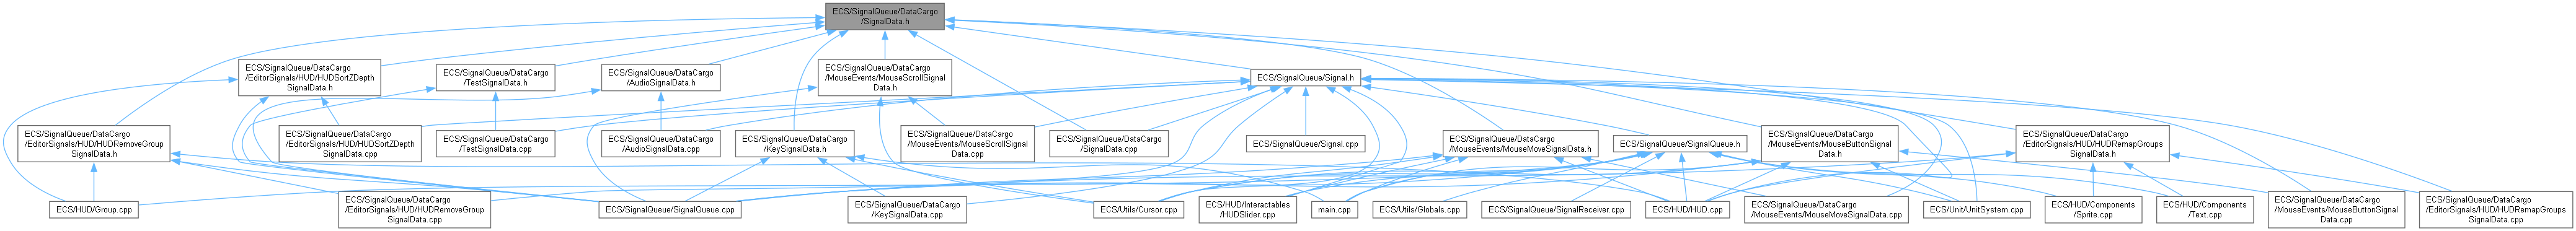 ECS/SignalQueue/DataCargo
/SignalData.h
ECS/SignalQueue/DataCargo
/EditorSignals/HUD/HUDSortZDepth
SignalData.h
ECS/SignalQueue/DataCargo
/TestSignalData.h
ECS/SignalQueue/DataCargo
/AudioSignalData.h
ECS/SignalQueue/DataCargo
/MouseEvents/MouseScrollSignal
Data.h
ECS/SignalQueue/Signal.h
ECS/SignalQueue/DataCargo
/EditorSignals/HUD/HUDRemoveGroup
SignalData.h
ECS/SignalQueue/DataCargo
/EditorSignals/HUD/HUDSortZDepth
SignalData.cpp
ECS/SignalQueue/DataCargo
/TestSignalData.cpp
ECS/SignalQueue/DataCargo
/AudioSignalData.cpp
ECS/SignalQueue/DataCargo
/KeySignalData.h
ECS/SignalQueue/DataCargo
/MouseEvents/MouseScrollSignal
Data.cpp
ECS/SignalQueue/DataCargo
/SignalData.cpp
ECS/SignalQueue/Signal.cpp
ECS/SignalQueue/DataCargo
/MouseEvents/MouseMoveSignalData.h
ECS/SignalQueue/SignalQueue.h
ECS/SignalQueue/DataCargo
/MouseEvents/MouseButtonSignal
Data.h
ECS/SignalQueue/DataCargo
/EditorSignals/HUD/HUDRemapGroups
SignalData.h
ECS/HUD/Group.cpp
ECS/SignalQueue/DataCargo
/EditorSignals/HUD/HUDRemoveGroup
SignalData.cpp
ECS/SignalQueue/SignalQueue.cpp
ECS/SignalQueue/DataCargo
/KeySignalData.cpp
ECS/Utils/Cursor.cpp
ECS/HUD/Interactables
/HUDSlider.cpp
main.cpp
ECS/Utils/Globals.cpp
ECS/SignalQueue/SignalReceiver.cpp
ECS/HUD/HUD.cpp
ECS/SignalQueue/DataCargo
/MouseEvents/MouseMoveSignalData.cpp
ECS/Unit/UnitSystem.cpp
ECS/HUD/Components
/Sprite.cpp
ECS/HUD/Components
/Text.cpp
ECS/SignalQueue/DataCargo
/MouseEvents/MouseButtonSignal
Data.cpp
ECS/SignalQueue/DataCargo
/EditorSignals/HUD/HUDRemapGroups
SignalData.cpp